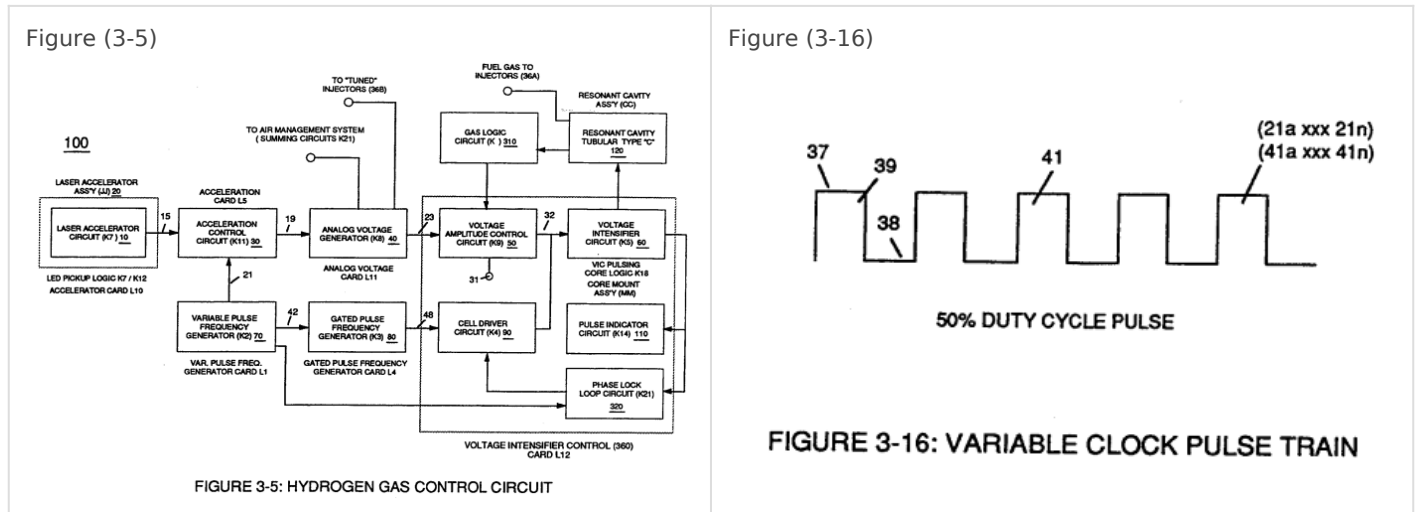 Figure (3-5)
TO "TUNED"
INJECTORS (36B)
FUEL GAS TO
INJECTORS (36A)
RESONANT CAVITY
ASS'Y (CC)
TO AIR MANAGEMENT SYSTEM
( SUMMING CIRCUITS K21)
GAS LOGIC
CIRCUIT (K ) 310
RESONANT CAVITY
TUBULAR TYPE "C"
120
100
LASER ACCELERATOR
ASS'Y (JJ) 20
ACCELERATION
CARD L5
LASER ACCELERATOR
CIRCUIT (K7 ) 10
15
ACCELERATION
CONTROL
CIRCUIT (K11) 30
19
ANALOG VOLTAGE
GENERATOR (K8) 40
23
VOLTAGE
AMPLITUDE CONTROL
CIRCUIT (K9) 50
32
VOLTAGE
INTENSIFIER
CIRCUIT (K5) 60
LED PICKUP LOGIC K7 / K12
ACCELERATOR CARD L10
21
ANALOG VOLTAGE
CARD L11
31
VIC PULSING
CORE LOGIC K18
CORE MOUNT
ASS'Y (MM)
VARIABLE PULSE
FREQUENCY
GENERATOR (K2) 70
42
GATED PULSE
FREQUENCY
GENERATOR (K3) 80
48
CELL DRIVER
CIRCUIT (K4) 90
PULSE INDICATOR
CIRCUIT (K14) 110
VAR. PULSE FREQ.
GENERATOR CARD L1
GATED PULSE FREQUENCY
GENERATOR CARD L4
PHASE LOCK
LOOP CIRCUIT (K21)
320
VOLTAGE INTENSIFIER CONTROL (360)
CARD L12
FIGURE 3-5: HYDROGEN GAS CONTROL CIRCUIT
Figure (3-16)
(21a xxx 21n)
(41a xxx 41n)
37
39
41
38
50% DUTY CYCLE PULSE
FIGURE 3-16: VARIABLE CLOCK PULSE TRAIN